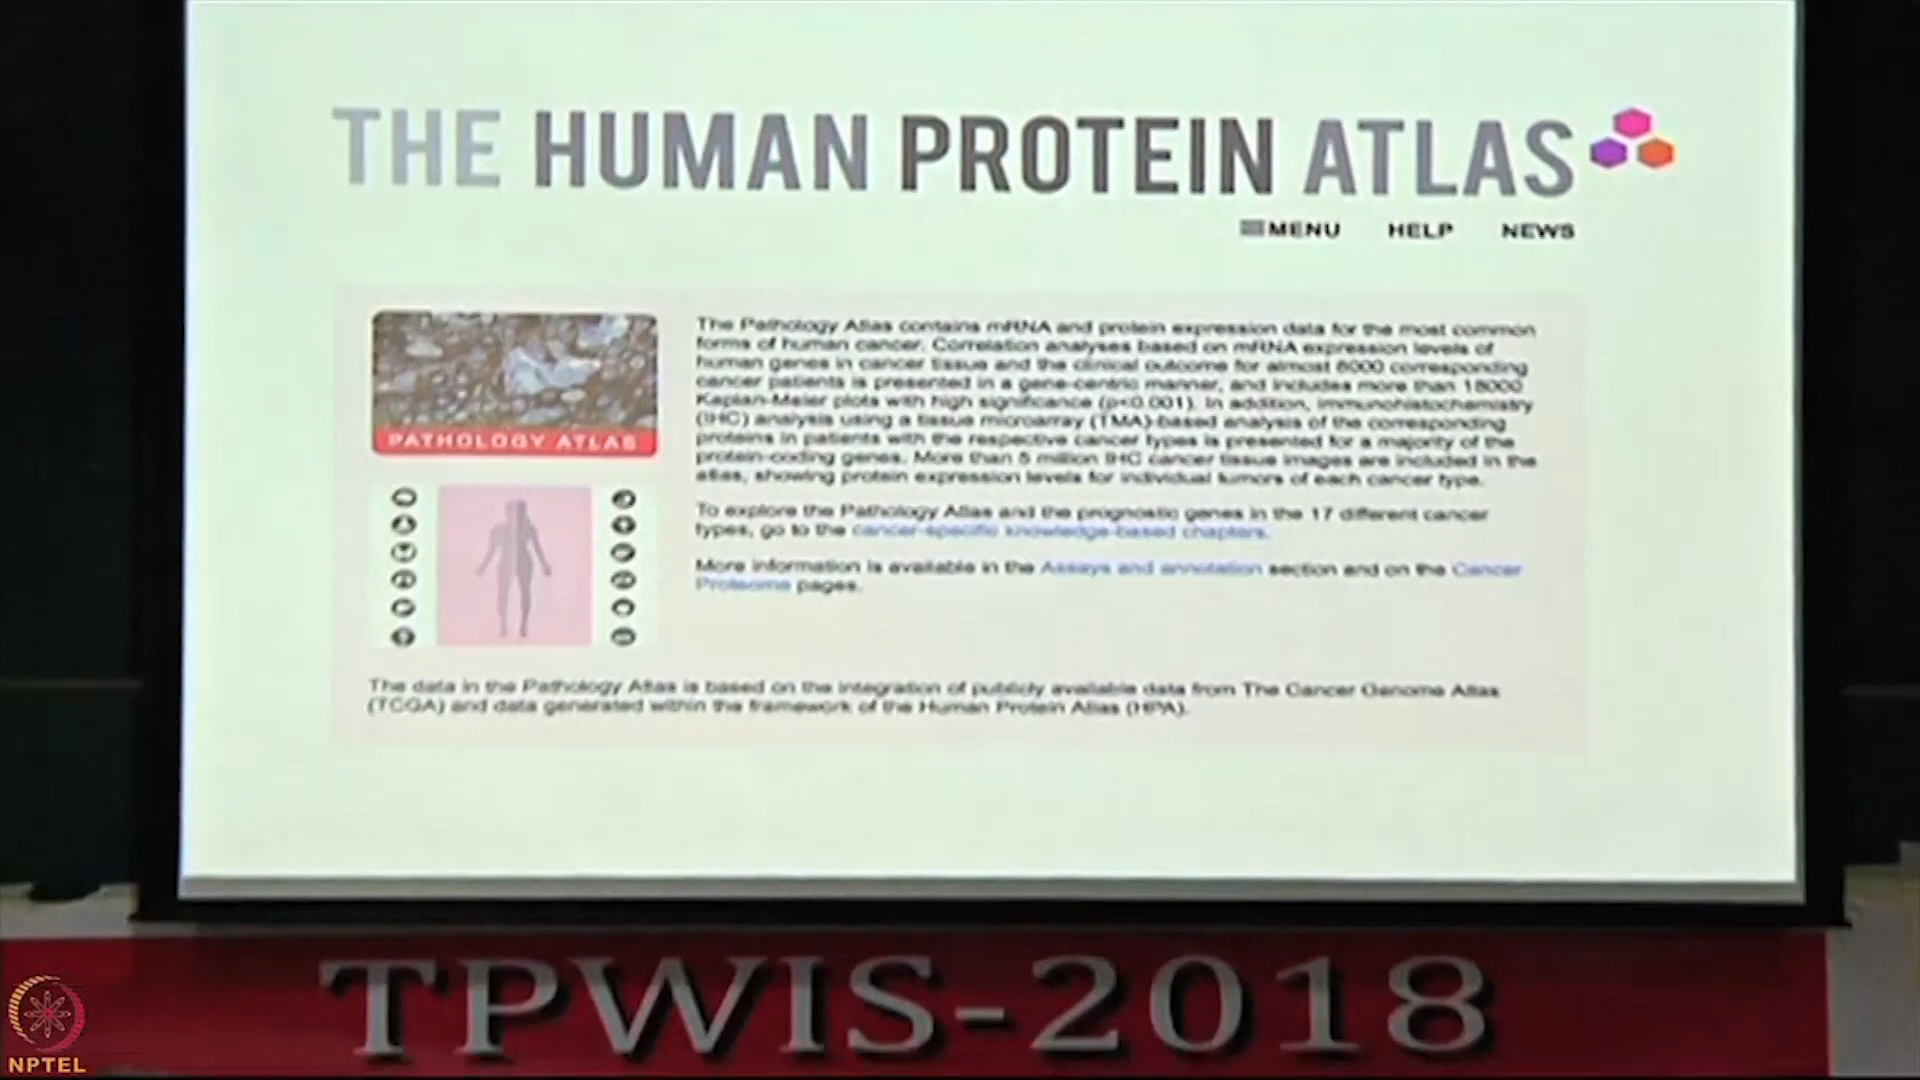 THE HUMAN PROTEIN ATLAS
MENU HELP NEWS
The Pathology Atlas contains mRNA and protein expression data for the most common
forms of human cancer. Correlation analyses based on mRNA expression levels of
human genes in cancer tissue and the clinical outcome for almost 8000 corresponding
cancer patients is presented in a gene-centric manner, and includes more than 18000
Kaplan-Meier plots with high significance (p<0.001). In addition, immunohistochemistry
(IHC) analysis using a tissue microarray (TMA)-based analysis of the corresponding
proteins in patients with the respective cancer types is presented for a majority of the
protein-coding genes. More than 5 million IHC cancer tissue images are included in the
atlas, showing protein expression levels for individual tumors of each cancer type.
PATHOLOGY ATLAS
To explore the Pathology Atlas and the prognostic genes in the 17 different cancer
types, go to the cancer-specific knowledge-based chapters.
More information is available in the Assays and annotation section and on the Cancer
Proteome pages.
The data in the Pathology Atlas is based on the integration of publicly available data from The Cancer Genome Atlas
(TCGA) and data generated within the framework of the Human Protein Atlas (HPA).
TPWIS-2018
NPTEL